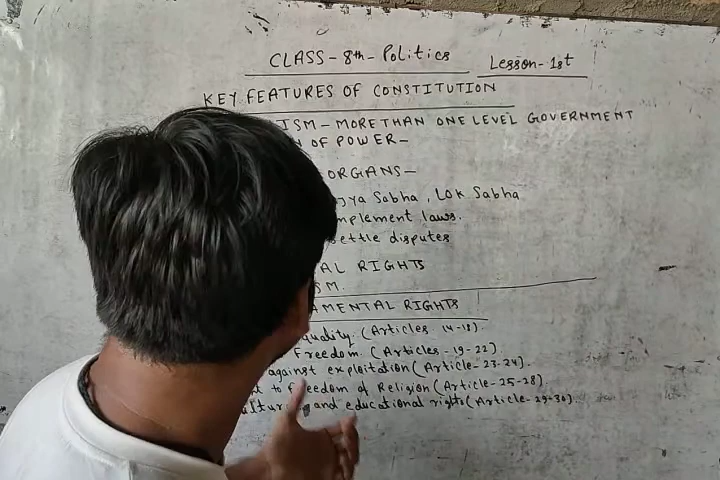 CLASS - 8th - Politics Lesson - 1st
KEY FEATURES OF CONSTITUTION
ISM - MORE THAN ONE LEVEL GOVERNMENT
N OF POWER -
ORGANS -
jya Sabha, Lok Sabha
mplement laws.
ettle disputes
AL RIGHTS
SM.
AMENTAL RIGHTS
quality. (Articles. 14-18).
Freedom. (Articles - 19-22).
against exploitation (Article - 23-24).
t to freedom of Religion (Article - 25-28).
and educational rights (Article - 29-30).